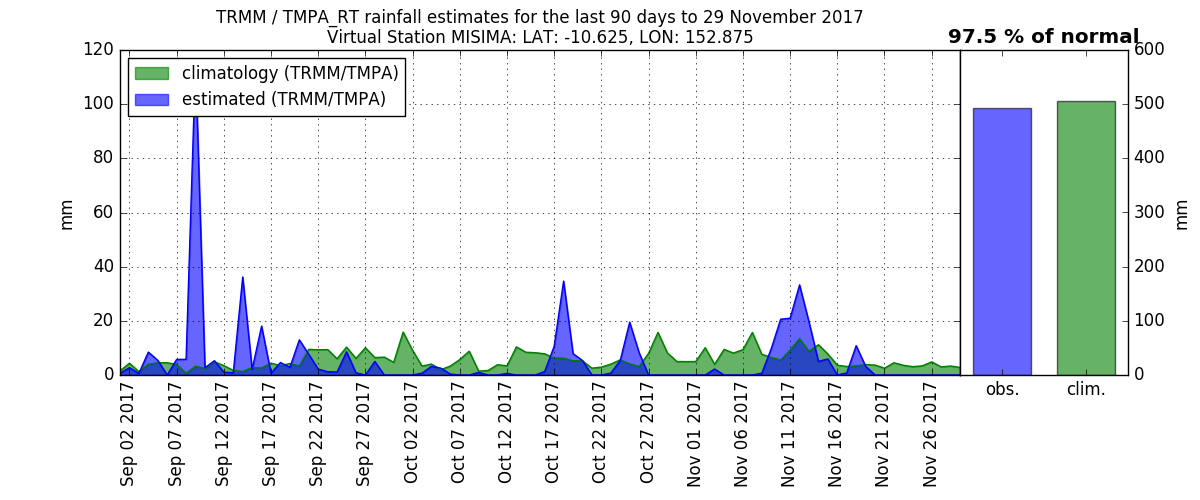 TRMM / TMPA_RT rainfall estimates for the last 90 days to 29 November 2017
Virtual Station MISIMA: LAT: -10.625, LON: 152.875
97.5 % of normal
climatology (TRMM/TMPA)
estimated (TRMM/TMPA)
120
100
80
60
40
20
0
mm
600
500
400
300
200
100
0
mm
Sep 02 2017
Sep 07 2017
Sep 12 2017
Sep 17 2017
Sep 22 2017
Sep 27 2017
Oct 02 2017
Oct 07 2017
Oct 12 2017
Oct 17 2017
Oct 22 2017
Oct 27 2017
Nov 01 2017
Nov 06 2017
Nov 11 2017
Nov 16 2017
Nov 21 2017
Nov 26 2017
obs.
clim.